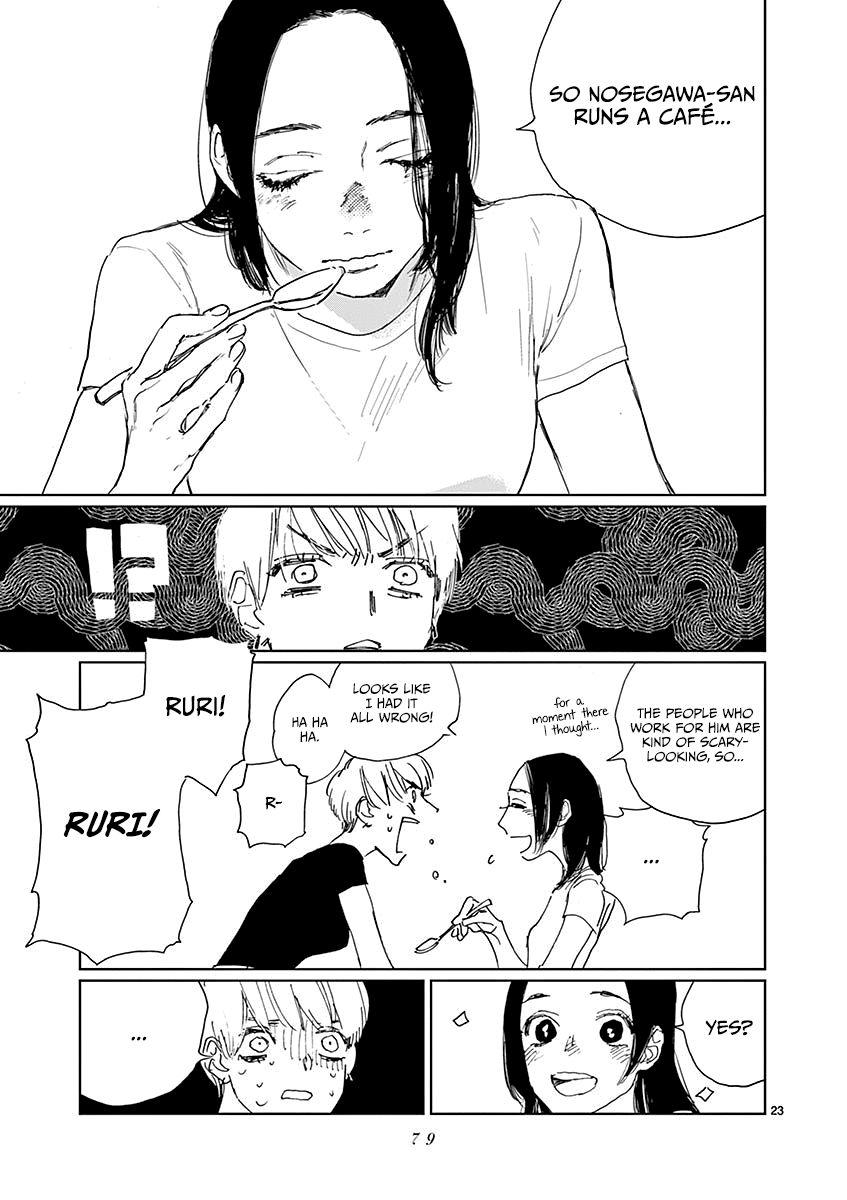 SO NOSEGAWA-SAN
RUNS A CAFÉ...
!?
THE PEOPLE WHO
WORK FOR HIM ARE
KIND OF SCARY-
LOOKING, SO...
for a
moment there
I thought...
...
LOOKS LIKE
I HAD IT
ALL WRONG!
HA HA
HA.
R-
RURI!
RURI!
YES?
...
23
79